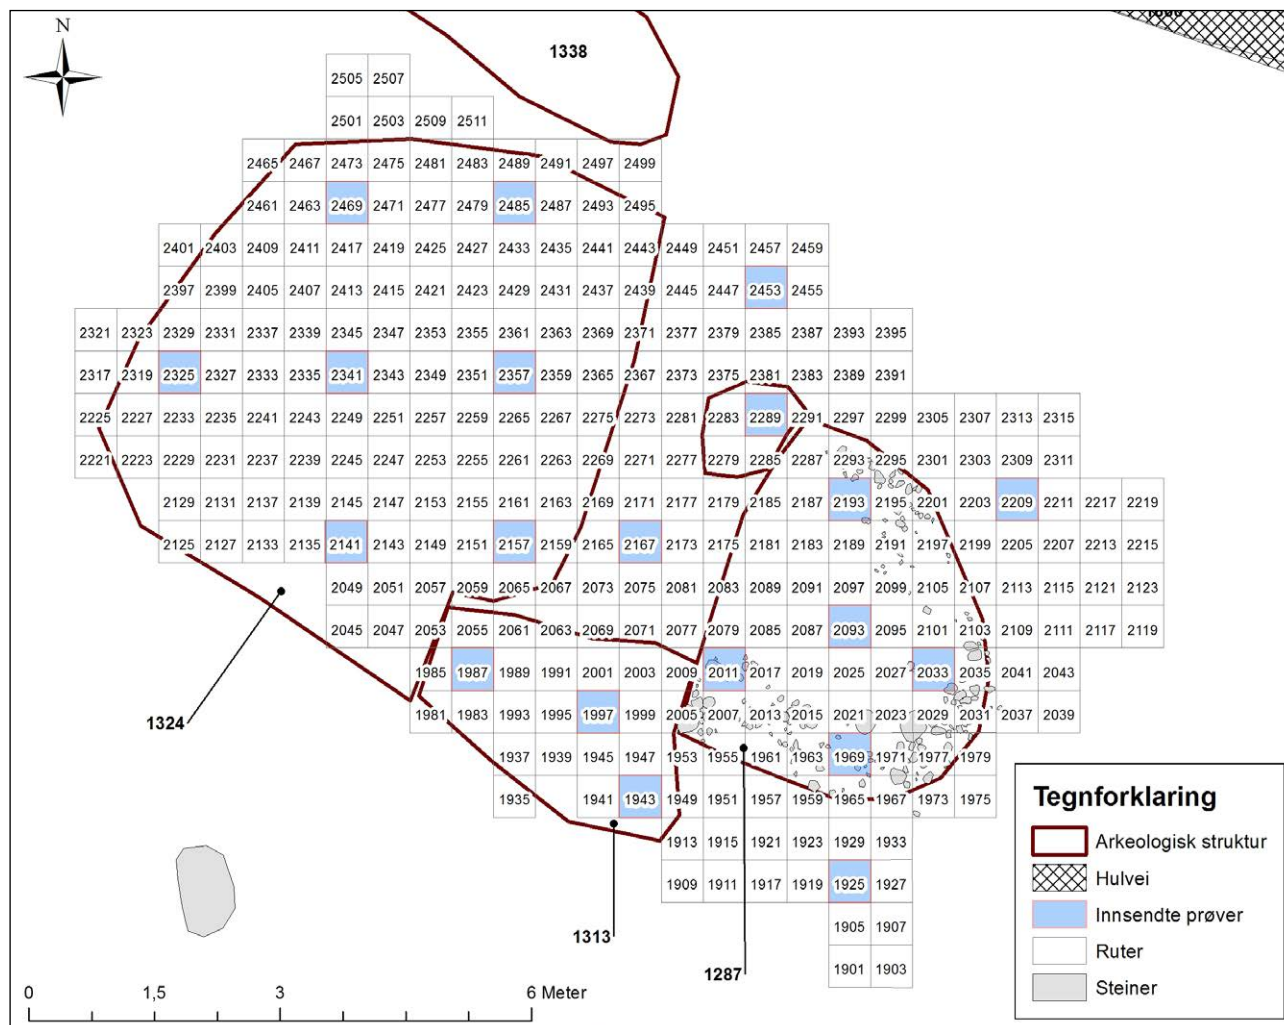 N
1338
2505 2507
2501 2503 2509 2511
2465 2467 2473 2475 2481 2483 2489 2491 2497 2499
2461 2463 2469 2471 2477 2479 2485 2487 2493 2495
2401 2403 2409 2411 2417 2419 2425 2427 2433 2435 2441 2443 2449 2451 2457 2459
2397 2399 2405 2407 2413 2415 2421 2423 2429 2431 2437 2439 2445 2447 2453 2455
2321 2323 2329 2331 2337 2339 2345 2347 2353 2355 2361 2363 2369 2371 2377 2379 2385 2387 2393 2395
2317 2319 2325 2327 2333 2335 2341 2343 2349 2351 2357 2359 2365 2367 2373 2375 2381 2383 2389 2391
2225 2227 2233 2235 2241 2243 2249 2251 2257 2259 2265 2267 2275 2273 2281 2283 2289 2291 2297 2299 2305 2307 2313 2315
2221 2223 2229 2231 2237 2239 2245 2247 2253 2255 2261 2263 2269 2271 2277 2279 2285 2287 2293 2295 2301 2303 2309 2311
2129 2131 2137 2139 2145 2147 2153 2155 2161 2163 2169 2171 2177 2179 2185 2187 2193 2195 2201 2203 2209 2211 2217 2219
2125 2127 2133 2135 2141 2143 2149 2151 2157 2159 2165 2167 2173 2175 2181 2183 2189 2191 2197 2199 2205 2207 2213 2215
2049 2051 2057 2059 2065 2067 2073 2075 2081 2083 2089 2091 2097 2099 2105 2107 2113 2115 2121 2123
2045 2047 2053 2055 2061 2063 2069 2071 2077 2079 2085 2087 2093 2095 2101 2103 2109 2111 2117 2119
1985 1987 1989 1991 2001 2003 2009 2011 2017 2019 2025 2027 2033 2035 2041 2043
1981 1983 1993 1995 1997 1999 2005 2007 2013 2015 2021 2023 2029 2031 2037 2039
1324
1937 1939 1945 1947 1953 1955 1961 1963 1969 1971 1977 1979
1935 1941 1943 1949 1951 1957 1959 1965 1967 1973 1975
1913 1915 1921 1923 1929 1933
1909 1911 1917 1919 1925 1927
1905 1907
1313
1901 1903
1287
0 1,5 3 6 Meter
Tegnforklaring
Arkeologisk struktur
Hulvei
Innsendte prøver
Ruter
Steiner